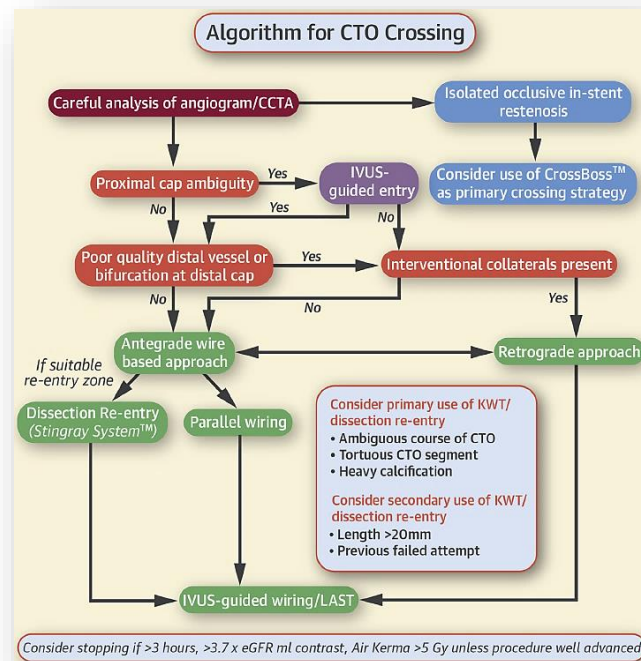 Algorithm for CTO Crossing
Careful analysis of angiogram/CCTA
Isolated occlusive in-stent
restenosis
Proximal cap ambiguity
Yes
IVUS-
guided entry
Consider use of CrossBoss™
as primary crossing strategy
No
Yes
No
Poor quality distal vessel or
bifurcation at distal cap
Yes
Interventional collaterals present
No
No
Yes
Antegrade wire
based approach
Retrograde approach
If suitable
re-entry zone
Dissection Re-entry
(Stingray System™)
Parallel wiring
Consider primary use of KWT/
dissection re-entry
• Ambiguous course of CTO
• Tortuous CTO segment
• Heavy calcification
Consider secondary use of KWT/
dissection re-entry
• Length >20mm
• Previous failed attempt
IVUS-guided wiring/LAST
Consider stopping if >3 hours, >3.7 x eGFR ml contrast, Air Kerma >5 Gy unless procedure well advanced